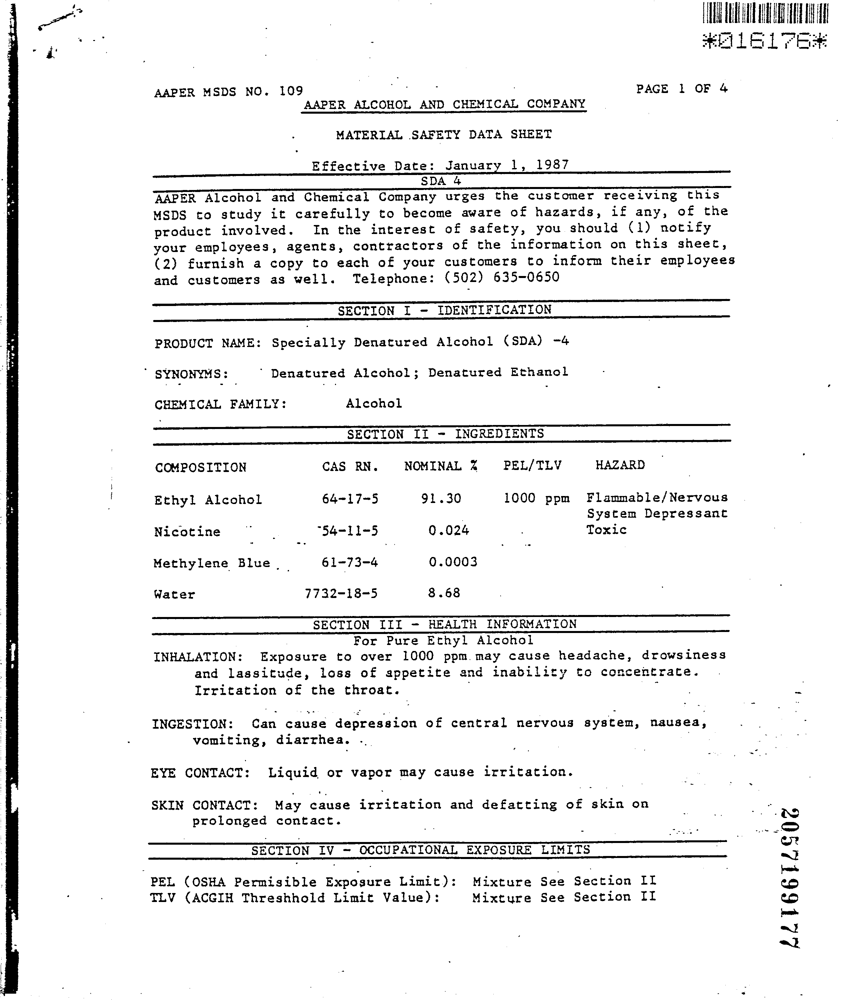 *016176*
AAPER MSDS NO. 109 PAGE 1 OF 4
AAPER ALCOHOL AND CHEMICAL COMPANY
MATERIAL SAFETY DATA SHEET
Effective Date: January 1, 1987
SDA 4
AAPER Alcohol and Chemical Company urges the customer receiving this
MSDS to study it carefully to become aware of hazards, if any, of the
product involved. In the interest of safety, you should (1) notify
your employees, agents, contractors of the information on this sheet,
(2) furnish a copy to each of your customers to inform their employees
and customers as well. Telephone: (502) 635-0650
SECTION I - IDENTIFICATION
PRODUCT NAME: Specially Denatured Alcohol (SDA) -4
SYNONYMS: Denatured Alcohol; Denatured Ethanol
CHEMICAL FAMILY: Alcohol
SECTION II - INGREDIENTS
COMPOSITION CAS RN. NOMINAL % PEL/TLV HAZARD
Ethyl Alcohol 64-17-5 91.30 1000 ppm Flammable/Nervous
System Depressant
Nicotine 54-11-5 0.024 Toxic
Methylene Blue 61-73-4 0.0003
Water 7732-18-5 8.68
SECTION III - HEALTH INFORMATION
For Pure Ethyl Alcohol
INHALATION: Exposure to over 1000 ppm may cause headache, drowsiness
and lassitude, loss of appetite and inability to concentrate.
Irritation of the throat.
INGESTION: Can cause depression of central nervous system, nausea,
vomiting, diarrhea.
EYE CONTACT: Liquid or vapor may cause irritation.
SKIN CONTACT: May cause irritation and defatting of skin on
prolonged contact.
SECTION IV - OCCUPATIONAL EXPOSURE LIMITS
PEL (OSHA Permisible Exposure Limit): Mixture See Section II
TLV (ACGIH Threshhold Limit Value): Mixture See Section II
2057199177